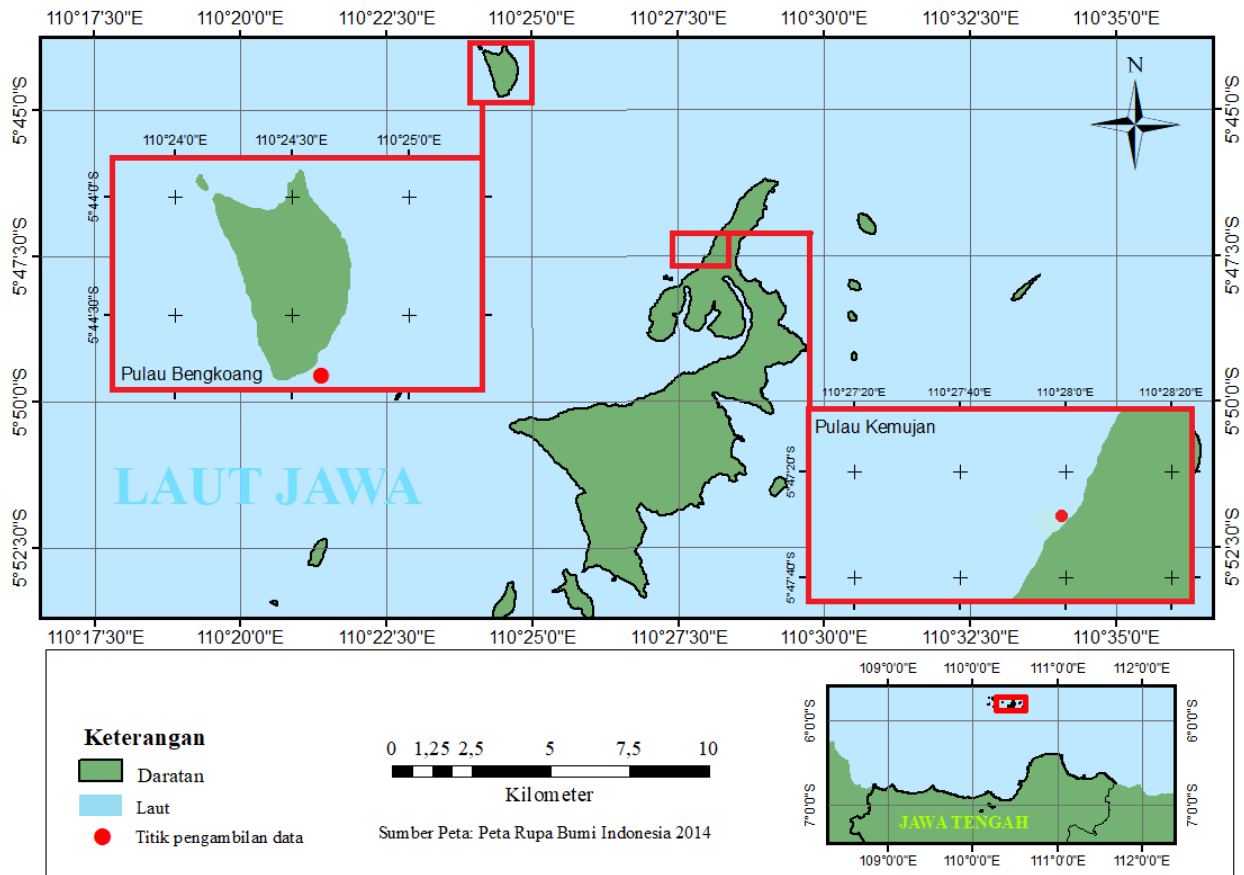 110°17'30"E 110°20'0"E 110°22'30"E 110°25'0"E 110°27'30"E 110°30'0"E 110°32'30"E 110°35'0"E
N
5°45'0"S
5°45'0"S
110°24'0"E 110°24'30"E 110°25'0"E
5°44'0"S
5°44'30"S
Pulau Bengkoang
5°47'30"S
5°47'30"S
5°50'0"S
5°50'0"S
110°27'20"E 110°27'40"E 110°28'0"E 110°28'20"E
Pulau Kemujan
5°47'20"S
5°47'40"S
LAUT JAWA
5°52'30"S
5°52'30"S
110°17'30"E 110°20'0"E 110°22'30"E 110°25'0"E 110°27'30"E 110°30'0"E 110°32'30"E 110°35'0"E
Keterangan
Daratan
Laut
Titik pengambilan data
0 1,25 2,5 5 7,5 10
Kilometer
Sumber Peta: Peta Rupa Bumi Indonesia 2014
109°0'0"E 110°0'0"E 111°0'0"E 112°0'0"E
6°0'0"S
6°0'0"S
7°0'0"S
7°0'0"S
JAWA TENGAH
109°0'0"E 110°0'0"E 111°0'0"E 112°0'0"E